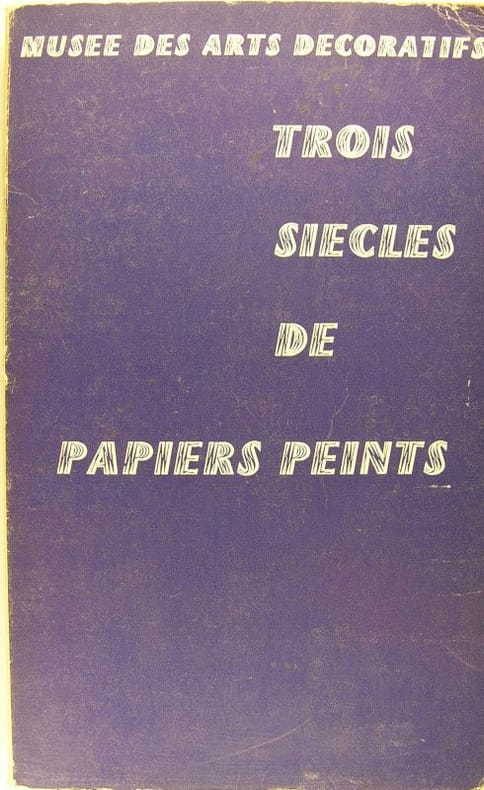 MUSEE DES ARTS DECORATIFS
TROIS
SIECLES
DE
PAPIERS PEINTS